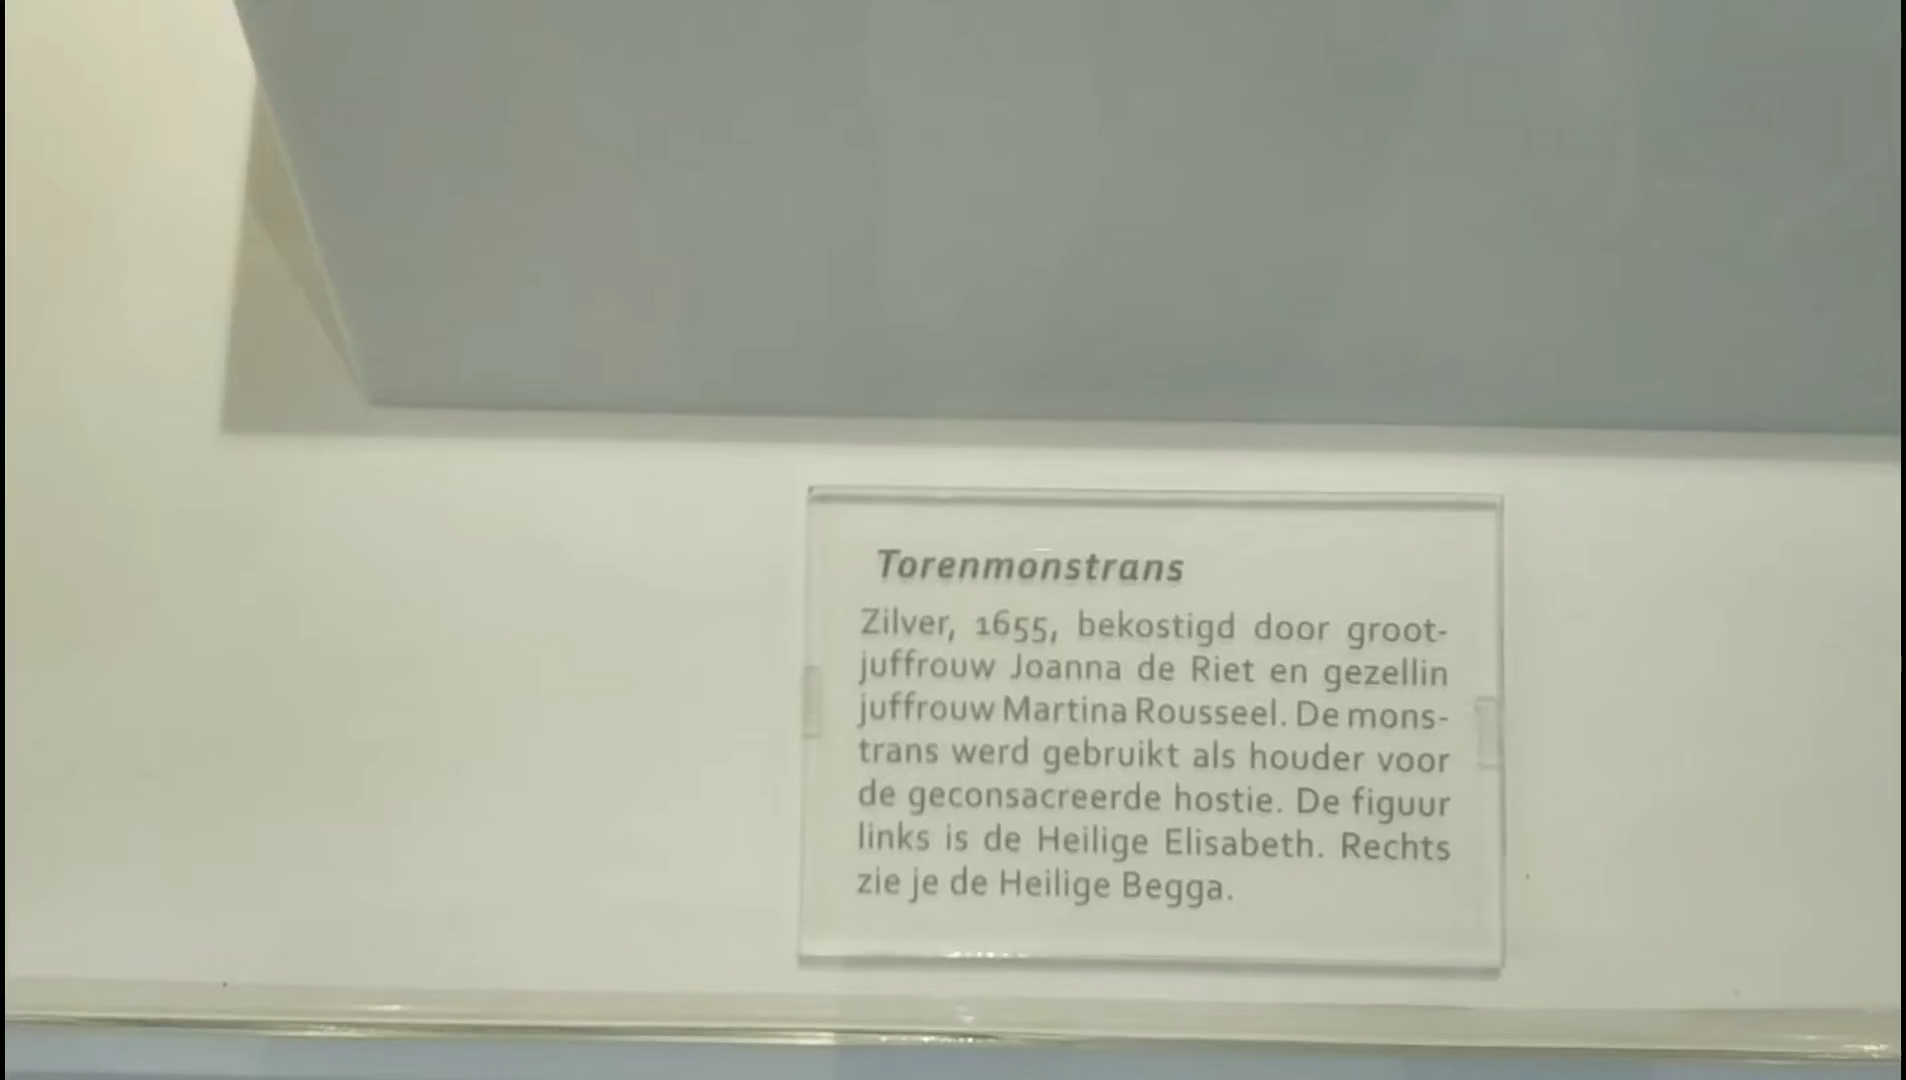 Torenmonstrans
Zilver, 1655, bekostigd door groot-
juffrouw Joanna de Riet en gezellin
juffrouw Martina Rousseel. De mons-
trans werd gebruikt als houder voor
de geconsacreerde hostie. De figuur
links is de Heilige Elisabeth. Rechts
zie je de Heilige Begga.